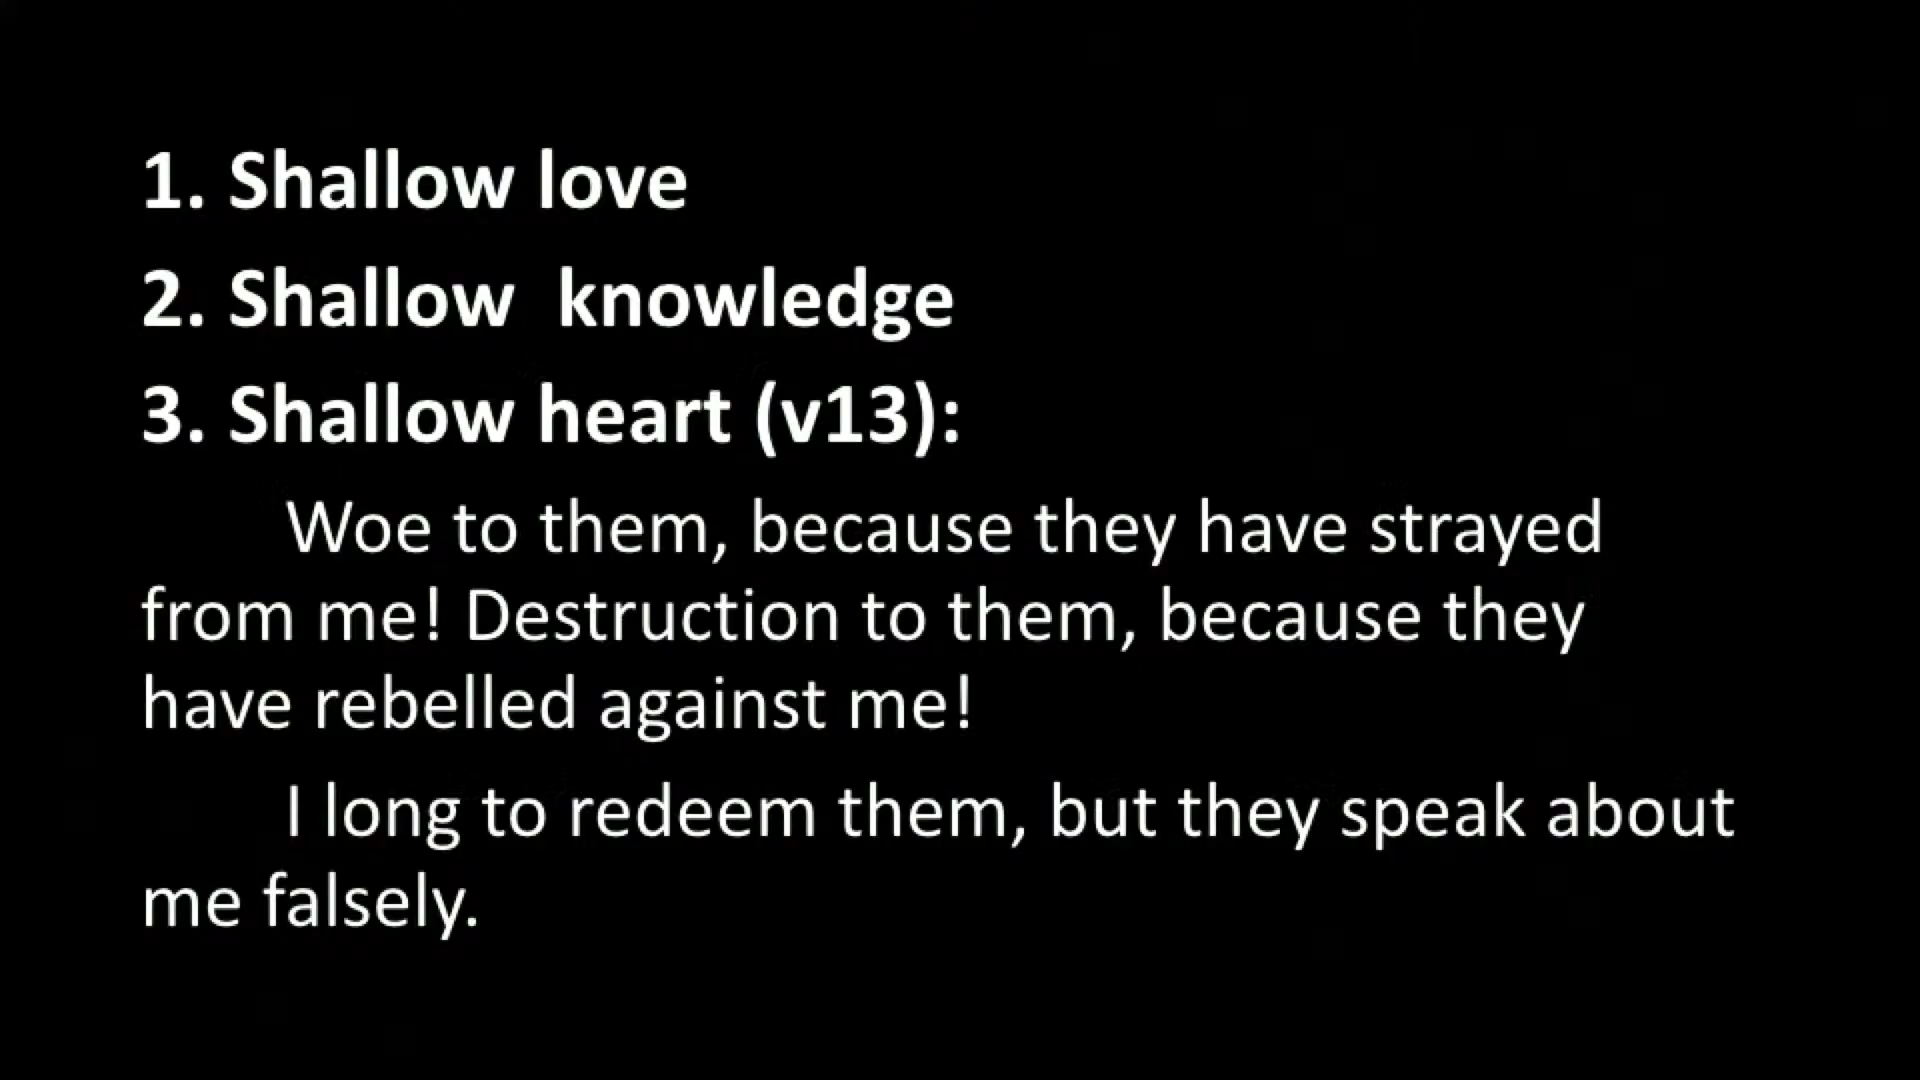 1. Shallow love
2. Shallow  knowledge
3. Shallow heart (v13):
Woe to them, because they have strayed
from me! Destruction to them, because they
have rebelled against me!
I long to redeem them, but they speak about
me falsely.